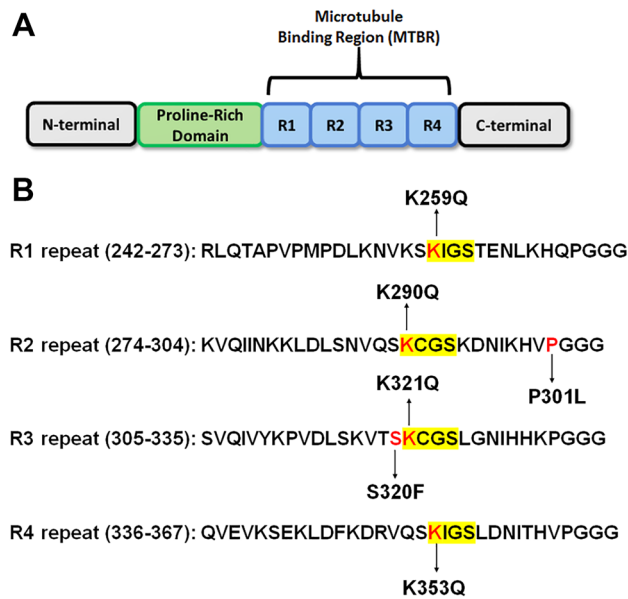 A
Microtubule
Binding Region (MTBR)
N-terminal
Proline-Rich
Domain
R1
R2
R3
R4
C-terminal
B
K259Q
R1 repeat (242-273): RLQTAPVPMPDLKNVKSKIGSTENLKHQPGGG
K290Q
R2 repeat (274-304): KVQIINKKLDLSNVQSKCGSKDNIKHVPGGG
P301L
K321Q
R3 repeat (305-335): SVQIVYKPVDLSKVTSKCGSLGNIHHKPGGG
S320F
R4 repeat (336-367): QVEVKSEKLDFKDRVQSKIGSLDNITHVPGGG
K353Q